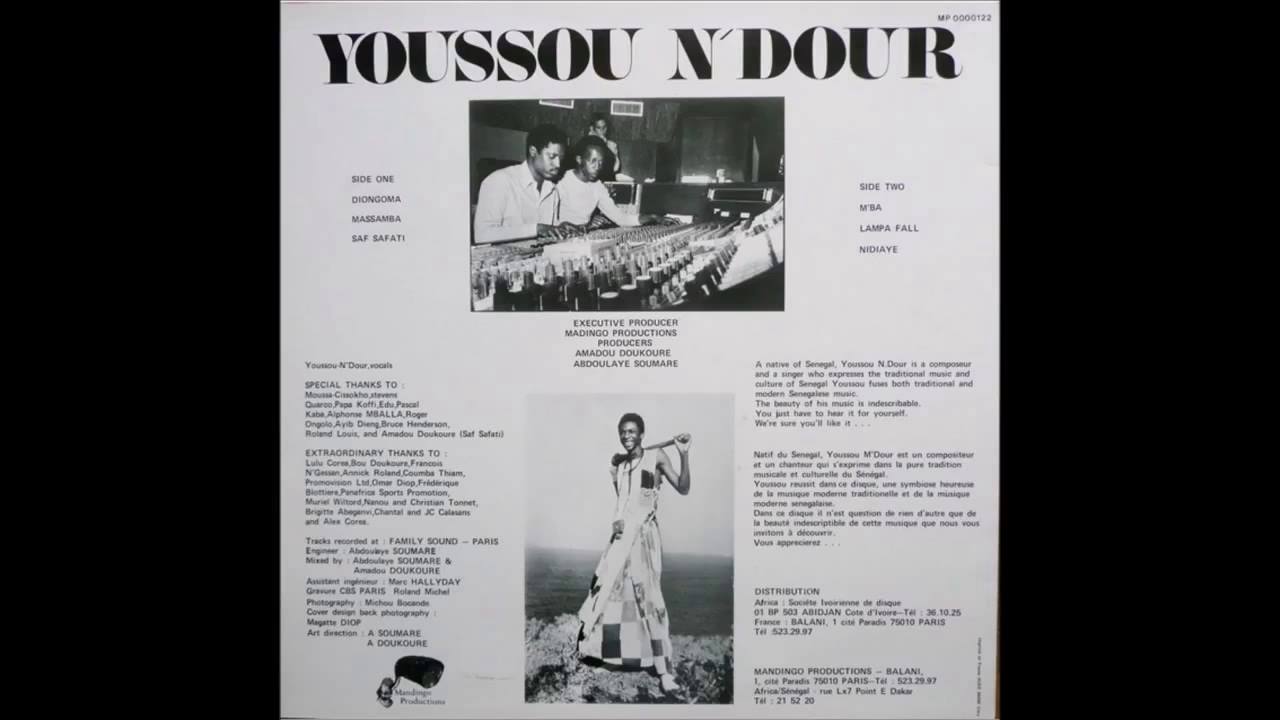 MP 0000122
YOUSSOU N'DOUR
SIDE ONE
DIONGOMA
MASSAMBA
SAF SAFATI
SIDE TWO
M'BA
LAMPA FALL
NIDIAYE
EXECUTIVE PRODUCER
MADINGO PRODUCTIONS
PRODUCERS
AMADOU DOUKOURE
ABDOULAYE SOUMARE
Youssou-N'Dour,vocals
SPECIAL THANKS TO :
Moussa-Cissokho,stevens
Quarco,Papa Koffi,Edu,Pascal
Kaba,Alphonse MBALLA,Roger
Ongolo,Ayib Dieng,Bruce Henderson,
Roland Louis, and Amadou Doukoure (Saf Safati)
EXTRAORDINARY THANKS TO :
Lulu Corea,Bou Doukoure,Francois
N'Gessan,Annick Roland,Coumba Thiam,
Promovision Ltd,Omar Diop,Frédérique
Blottiere,Panafrica Sports Promotion,
Muriel Wiltord,Nanou and Christian Tonnet,
Brigitte Abeganvi,Chantal and JC Calasans
and Alex Corea.
Tracks recorded at : FAMILY SOUND — PARIS
Engineer : Abdoulaye SOUMARE
Mixed by : Abdoulaye SOUMARE &
Amadou DOUKOURE
Assistant ingénieur : Marc HALLYDAY
Gravure CBS PARIS Roland Michel
Photography : Michou Bocande
Cover design back photography :
Magatte DIOP
Art direction : A SOUMARE
A DOUKOURE
Mandingo
Productions
A native of Senegal, Youssou N.Dour is a composeur
and a singer who expresses the traditional music and
culture of Senegal Youssou fuses both traditional and
modern Senegalese music.
The beauty of his music is indescribable.
You just have to hear it for yourself.
We're sure you'll like it . . .
Natif du Senegal, Youssou M'Dour est un compositeur
et un chanteur qui s'exprime dans la pure tradition
musicale et culturelle du Sénégal.
Youssou reussit dans ce disque, une symbiose heureuse
de la musique moderne traditionelle et de la musique
moderne senegalaise.
Dans ce disque il n'est question de rien d'autre que de
la beauté indescriptible de cette musique que nous vous
invitons à découvrir.
Vous apprecierez . . .
DISTRIBUTION
Africa : Société Ivoirienne de disque
01 BP 503 ABIDJAN Cote d'Ivoire—Tél : 36.10.25
France : BALANI, 1 cité Paradis 75010 PARIS
Tél :523.29.97
MANDINGO PRODUCTIONS — BALANI,
1, cité Paradis 75010 PARIS—Tél : 523.29.97
Africa/Sénégal - rue Lx7 Point E Dakar
Tél : 21 52 20